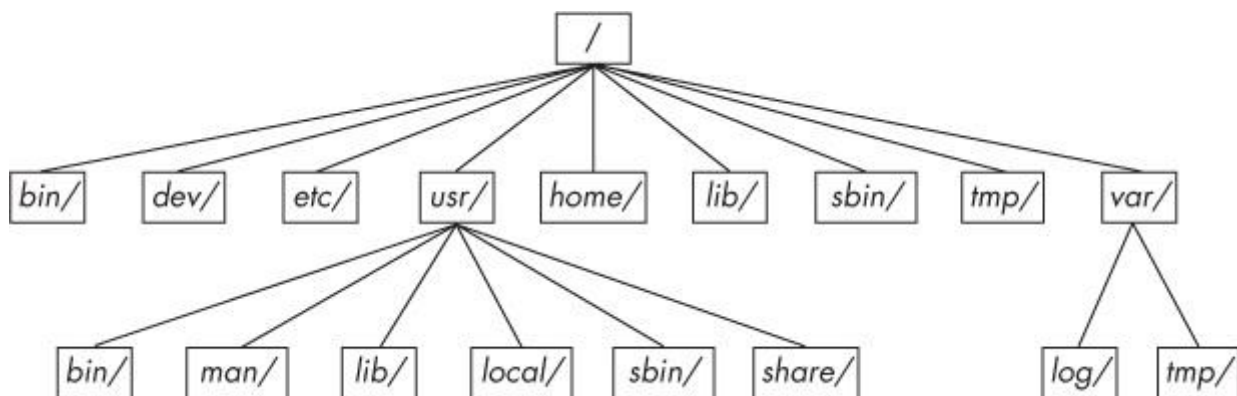 /
bin/ dev/ etc/ usr/ home/ lib/ sbin/ tmp/ var/
bin/ man/ lib/ local/ sbin/ share/ log/ tmp/